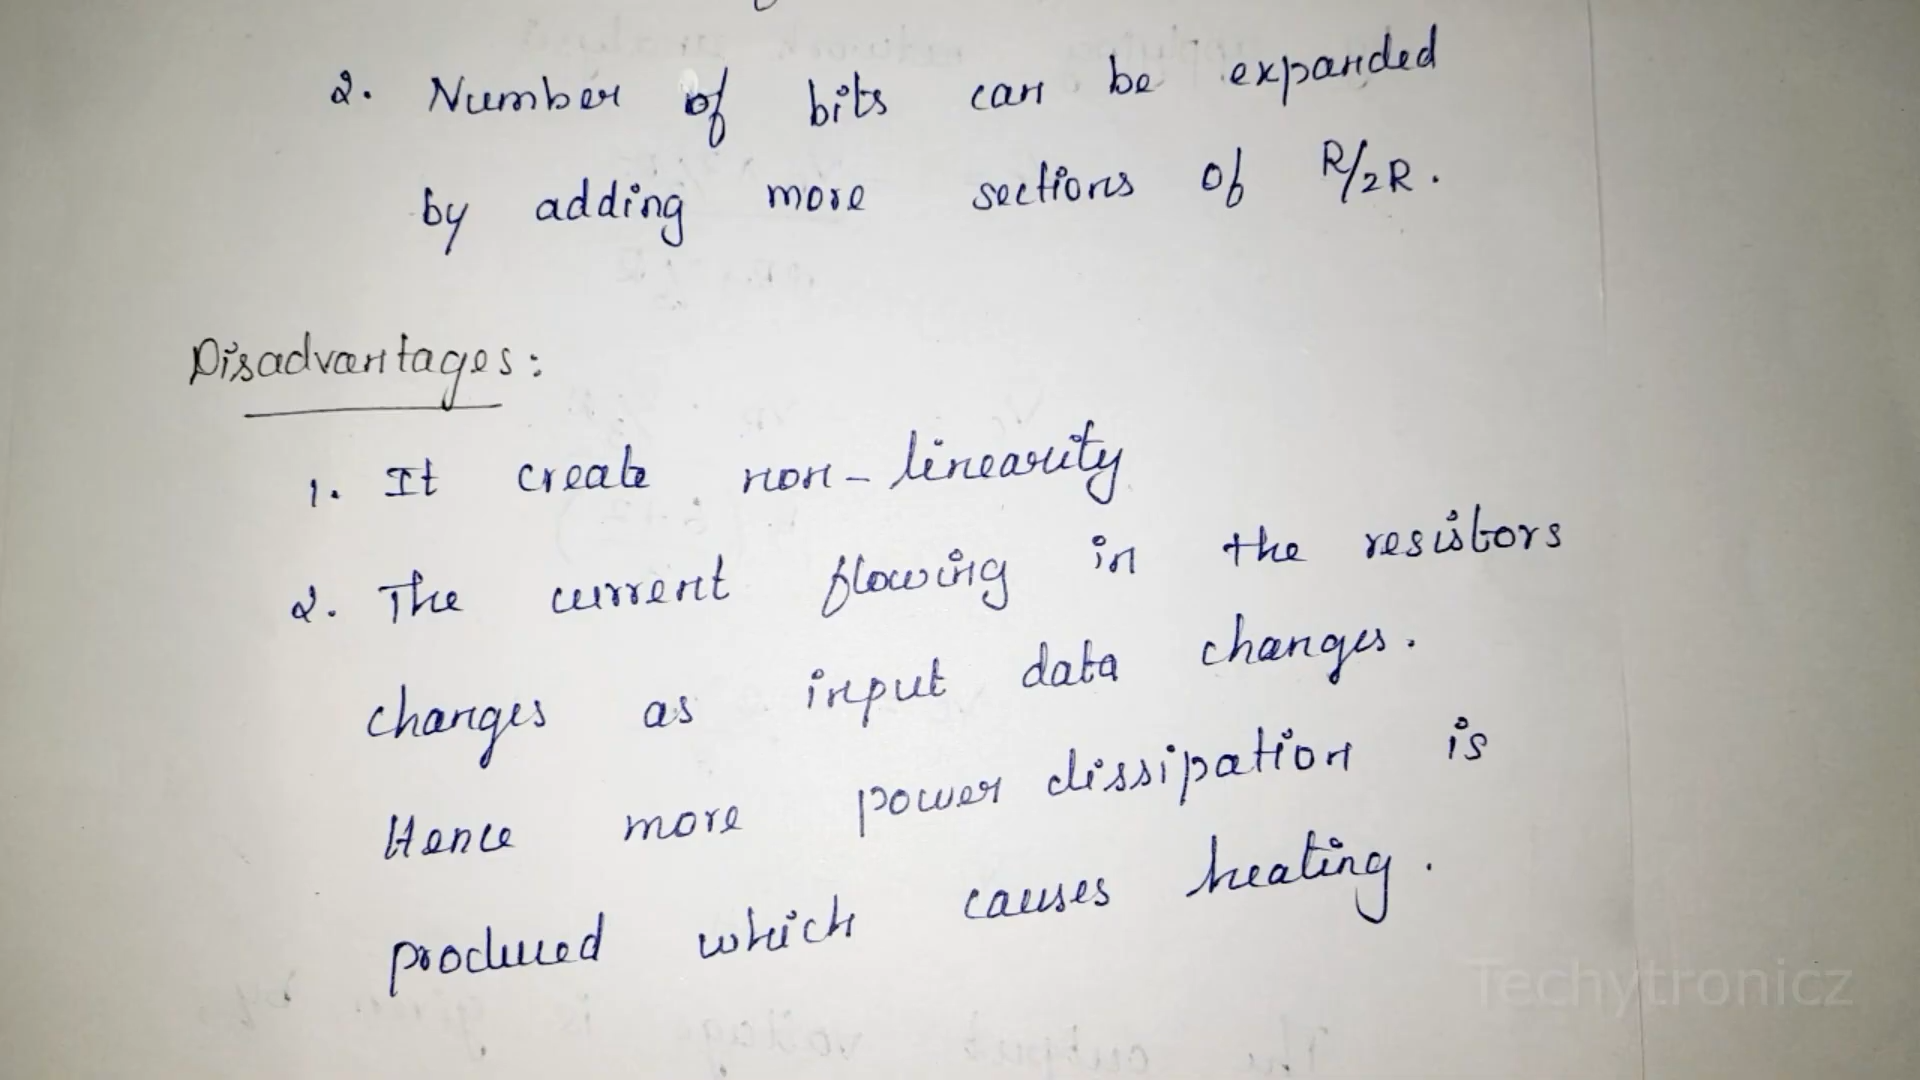 2. Number of bits can be expanded
by adding more sections of R/2R.
Disadvantages:
1. It create non-linearity
2. The current flowing in the resistors
changes as input data changes.
Hence more power dissipation is
produced which causes heating.
Techytronicz